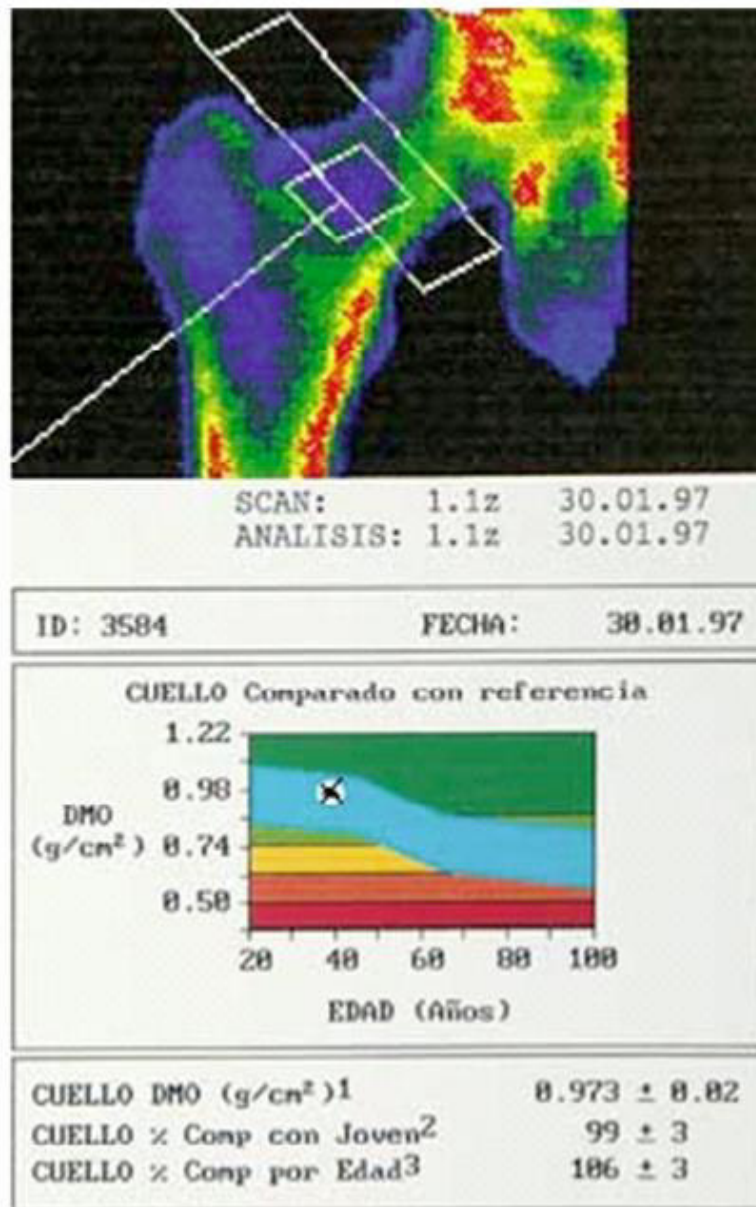 SCAN: 1.1z 30.01.97
ANALISIS: 1.1z 30.01.97
ID: 3584 FECHA: 30.01.97
CUELLO Comparado con referencia
1.22
0.98
DMO
(g/cm²) 0.74
0.50
20 40 60 80 100
EDAD (Años)
CUELLO DMO (g/cm²)1 0.973 ± 0.02
CUELLO % Comp con Joven2 99 ± 3
CUELLO % Comp por Edad3 106 ± 3